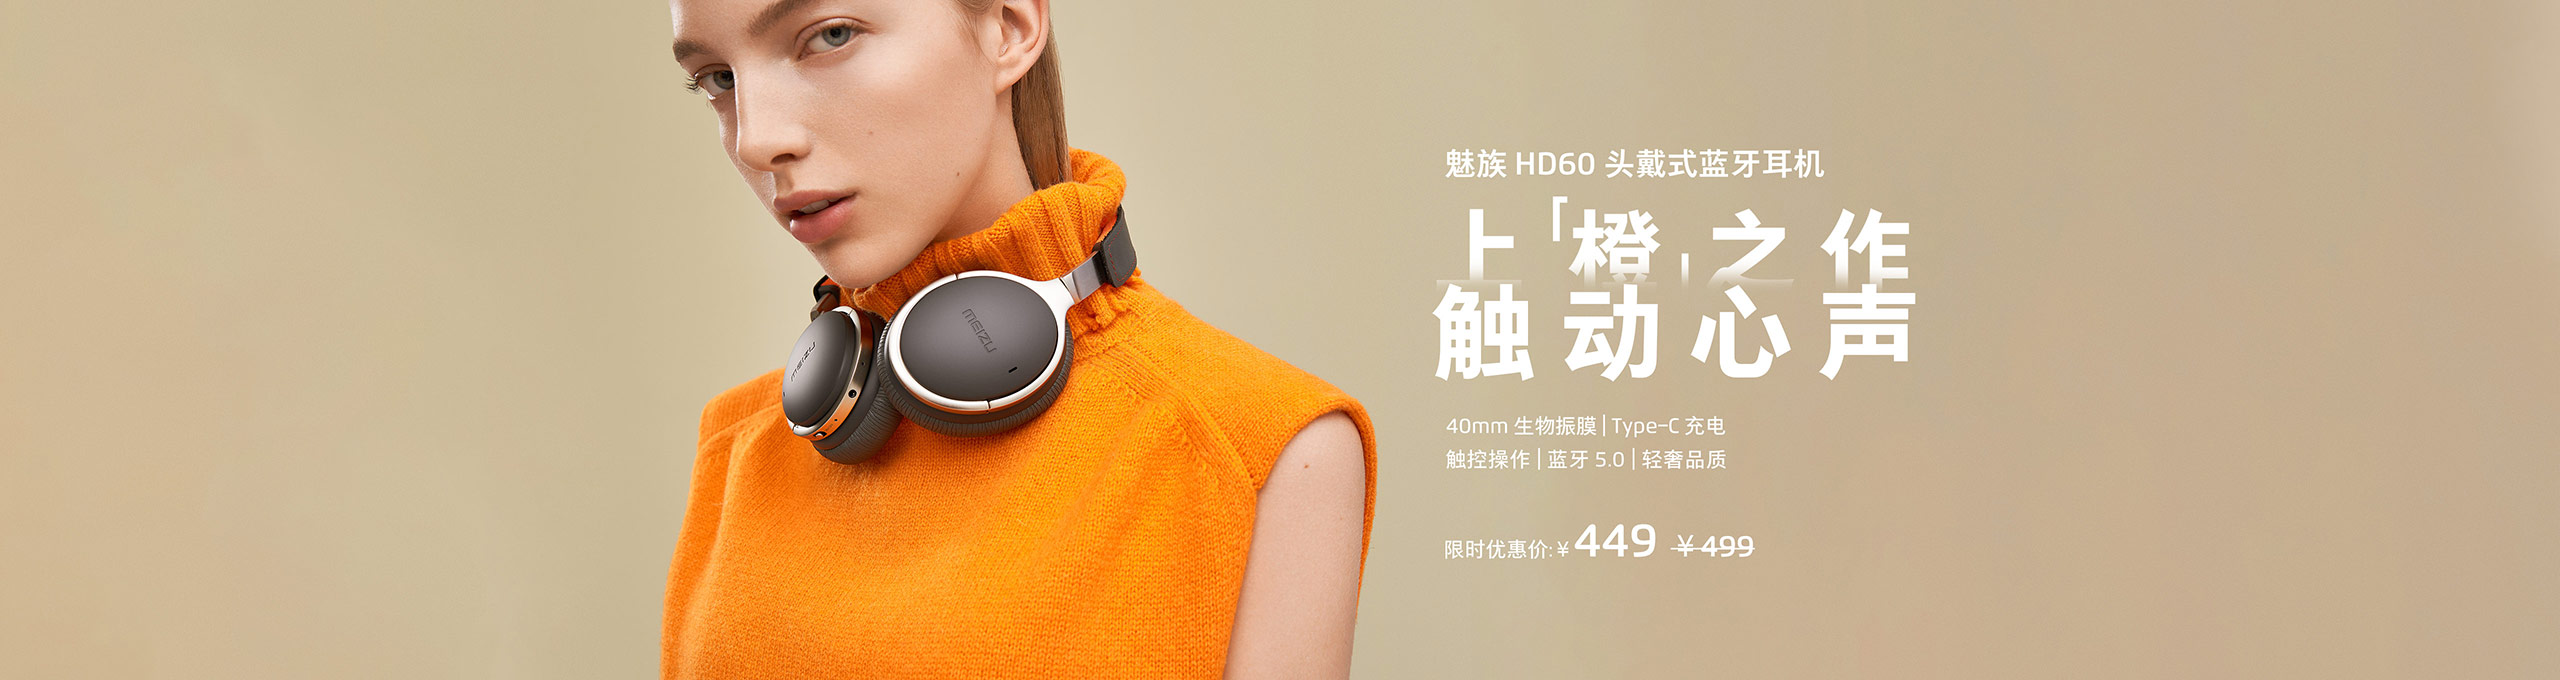 魅族 HD60 头戴式蓝牙耳机
上「橙」之作
触动心声
40mm 生物振膜 | Type-C 充电
触控操作 | 蓝牙 5.0 | 轻奢品质
限时优惠价: ¥ 449 ¥499
MEIZU
MEIZU